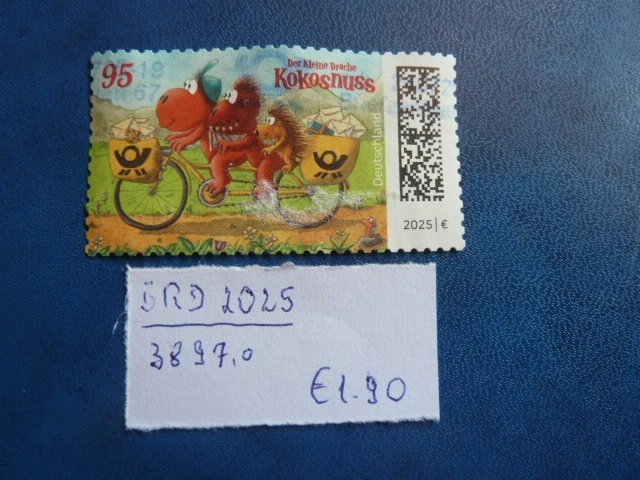 95
Der kleine Drache
Kokosnuss
Deutschland
2025 | €
BRD 2025
3897,0
€1.90